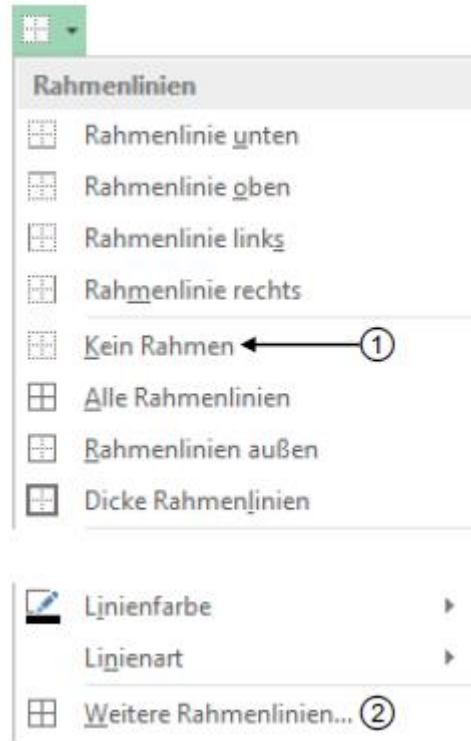 Rahmenlinien
Rahmenlinie unten
Rahmenlinie oben
Rahmenlinie links
Rahmenlinie rechts
Kein Rahmen 1
Alle Rahmenlinien
Rahmenlinien außen
Dicke Rahmenlinien
Linienfarbe
Linienart
Weitere Rahmenlinien... 2